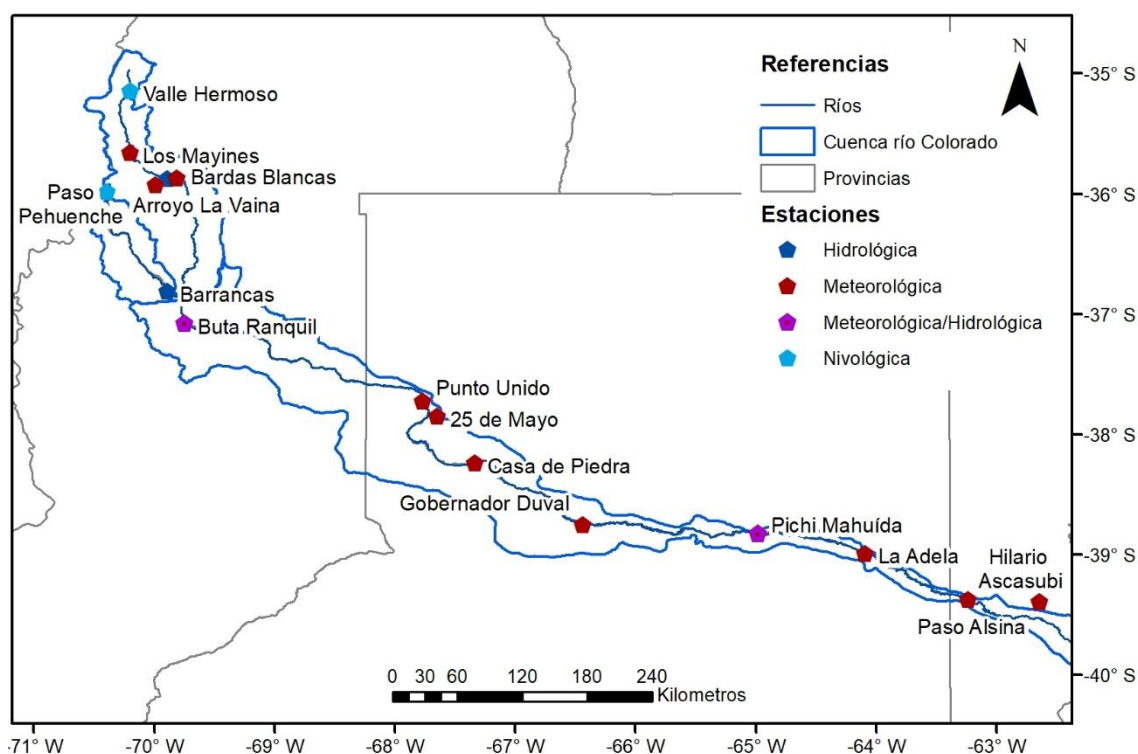 N
Referencias
Ríos
Cuenca río Colorado
Provincias
Estaciones
Hidrológica
Meteorológica
Meteorológica/Hidrológica
Nivológica
Valle Hermoso
Los Mayines
Bardas Blancas
Paso
Pehuenche
Arroyo La Vaina
Barrancas
Buta Ranquil
Punto Unido
25 de Mayo
Casa de Piedra
Gobernador Duval
Pichi Mahuída
La Adela
Hilario
Ascasubi
Paso Alsina
0 30 60 120 180 240
Kilometros
-35° S
-36° S
-37° S
-38° S
-39° S
-40° S
-71° W -70° W -69° W -68° W -67° W -66° W -65° W -64° W -63° W